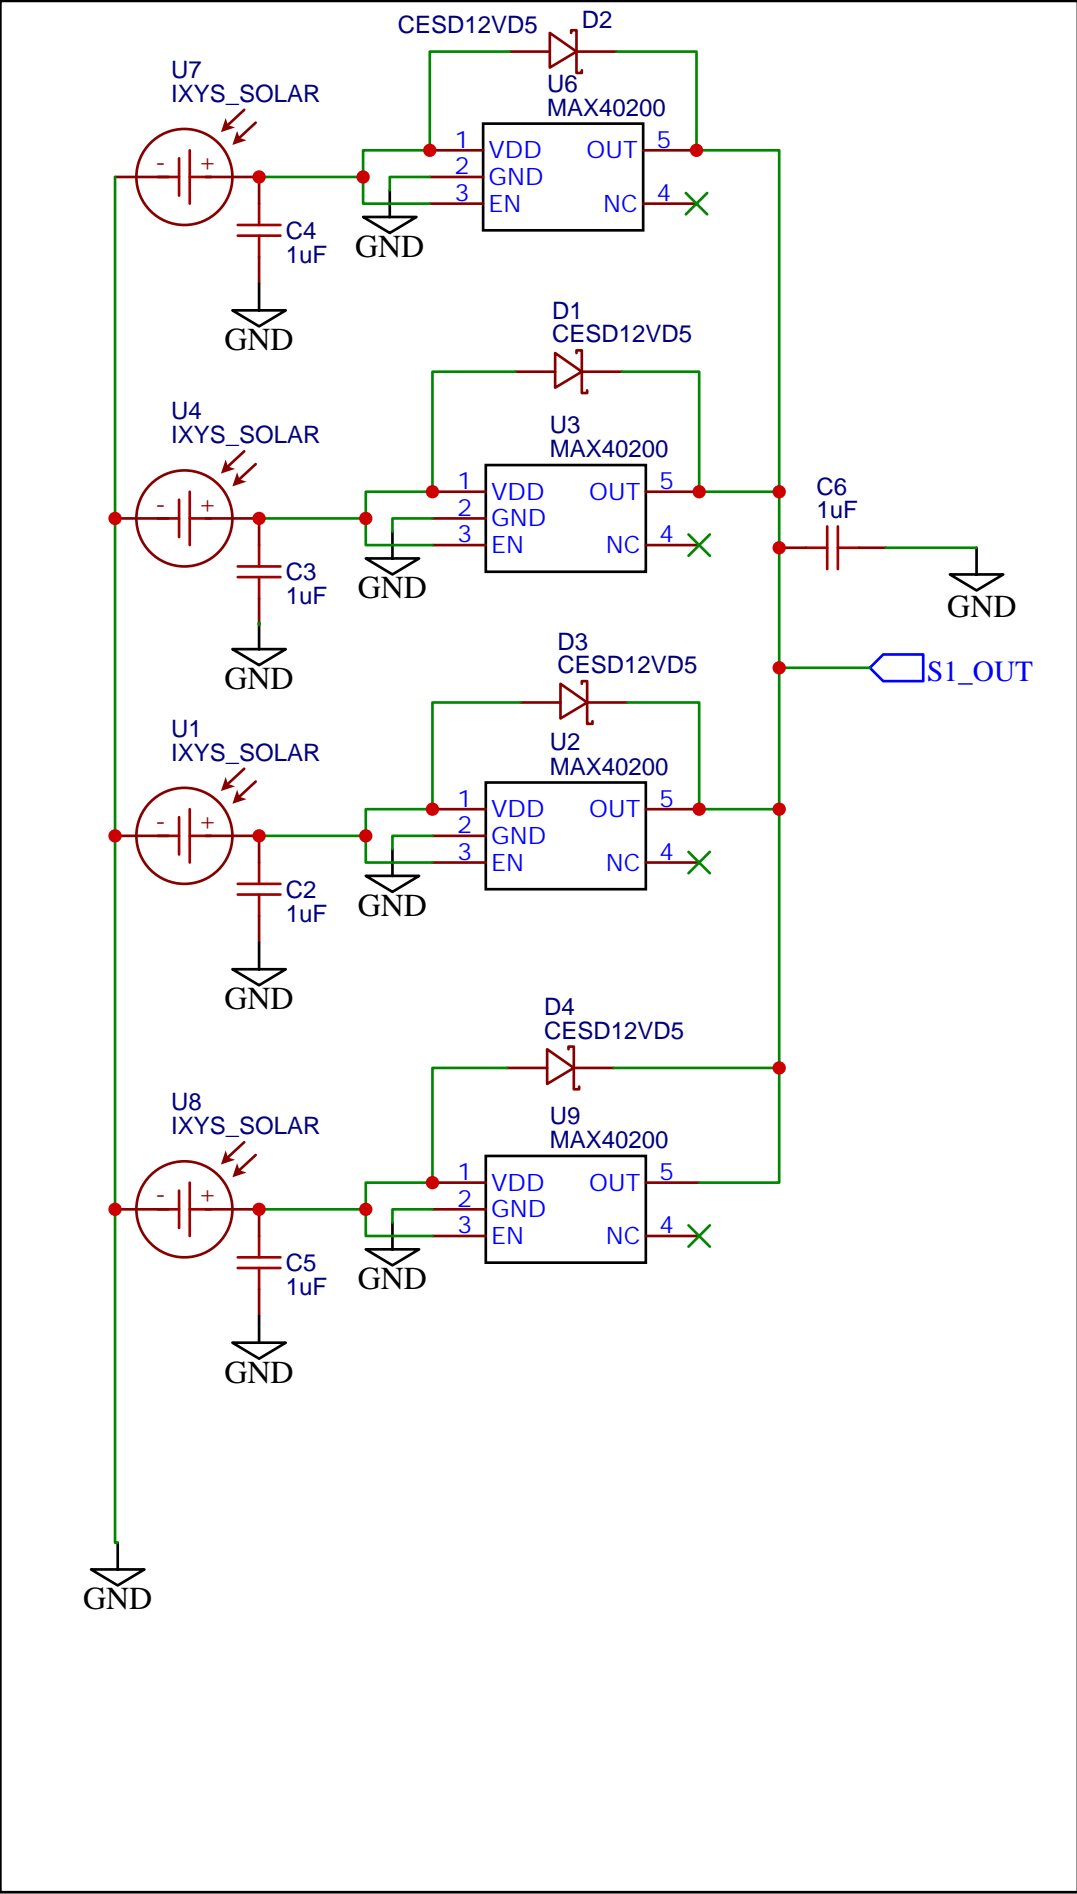 CESD12VD5 D2
U7
IXYS_SOLAR
U6
MAX40200
- +
1 VDD OUT 5
2 GND
3 EN NC 4
C4
1uF
GND
GND
D1
CESD12VD5
U4
IXYS_SOLAR
U3
MAX40200
- +
1 VDD OUT 5
2 GND
3 EN NC 4
C6
1uF
C3
1uF
GND
GND
GND
D3
CESD12VD5
S1_OUT
U1
IXYS_SOLAR
U2
MAX40200
- +
1 VDD OUT 5
2 GND
3 EN NC 4
C2
1uF
GND
GND
D4
CESD12VD5
U8
IXYS_SOLAR
U9
MAX40200
- +
1 VDD OUT 5
2 GND
3 EN NC 4
C5
1uF
GND
GND
GND